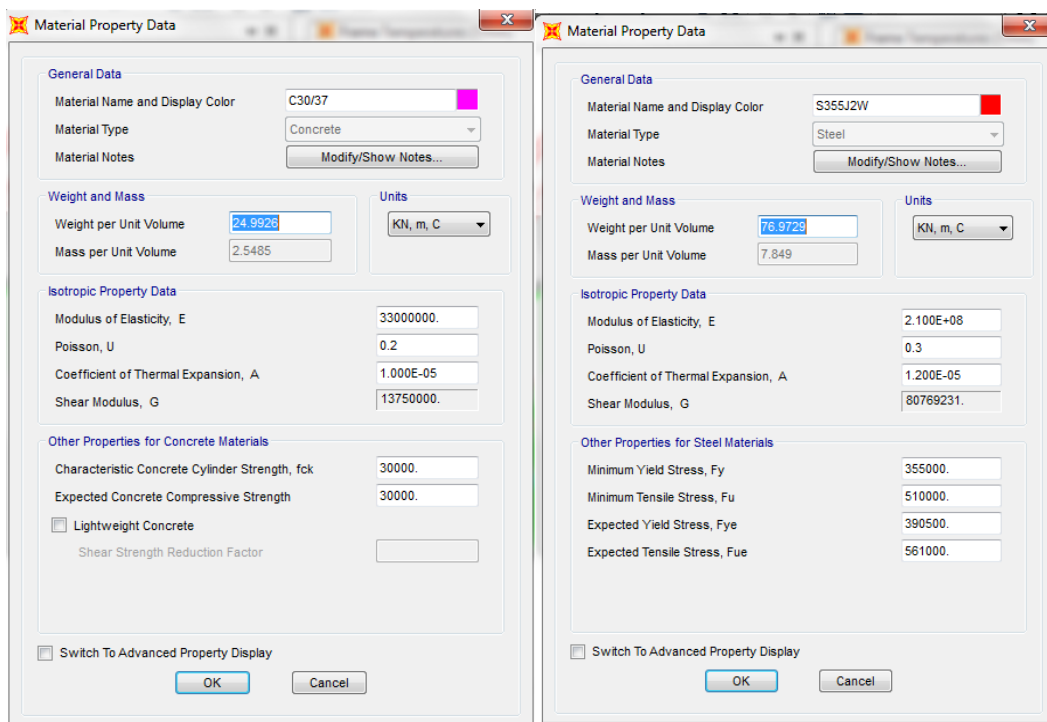 Material Property Data
X
General Data
Material Name and Display Color
C30/37
Material Type
Concrete
Material Notes
Modify/Show Notes...
Weight and Mass
Units
Weight per Unit Volume
24.9926
KN, m, C
Mass per Unit Volume
2.5485
Isotropic Property Data
Modulus of Elasticity, E
33000000.
Poisson, U
0.2
Coefficient of Thermal Expansion, A
1.000E-05
Shear Modulus, G
13750000.
Other Properties for Concrete Materials
Characteristic Concrete Cylinder Strength, fck
30000.
Expected Concrete Compressive Strength
30000.
Lightweight Concrete
Shear Strength Reduction Factor
Switch To Advanced Property Display
OK
Cancel
Material Property Data
X
General Data
Material Name and Display Color
S355J2W
Material Type
Steel
Material Notes
Modify/Show Notes...
Weight and Mass
Units
Weight per Unit Volume
76.9729
KN, m, C
Mass per Unit Volume
7.849
Isotropic Property Data
Modulus of Elasticity, E
2.100E+08
Poisson, U
0.3
Coefficient of Thermal Expansion, A
1.200E-05
Shear Modulus, G
80769231.
Other Properties for Steel Materials
Minimum Yield Stress, Fy
355000.
Minimum Tensile Stress, Fu
510000.
Expected Yield Stress, Fye
390500.
Expected Tensile Stress, Fue
561000.
Switch To Advanced Property Display
OK
Cancel